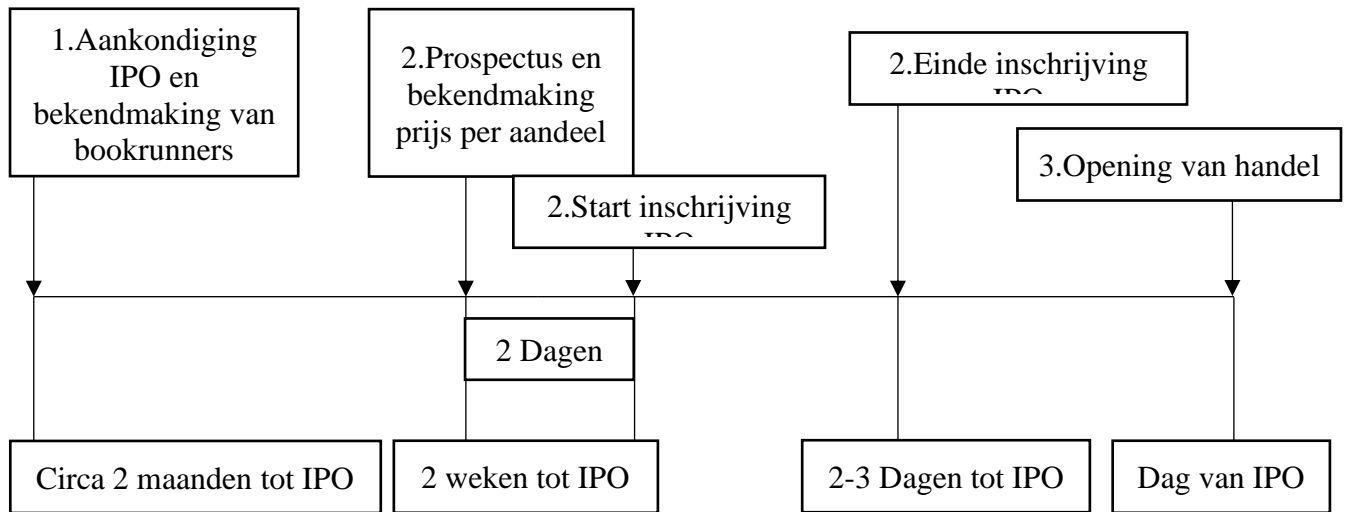 1.Aankondiging
IPO en
bekendmaking van
bookrunners
2.Prospectus en
bekendmaking
prijs per aandeel
2.Start inschrijving
IPO
2.Einde inschrijving
IPO
3.Opening van handel
2 Dagen
Circa 2 maanden tot IPO
2 weken tot IPO
2-3 Dagen tot IPO
Dag van IPO